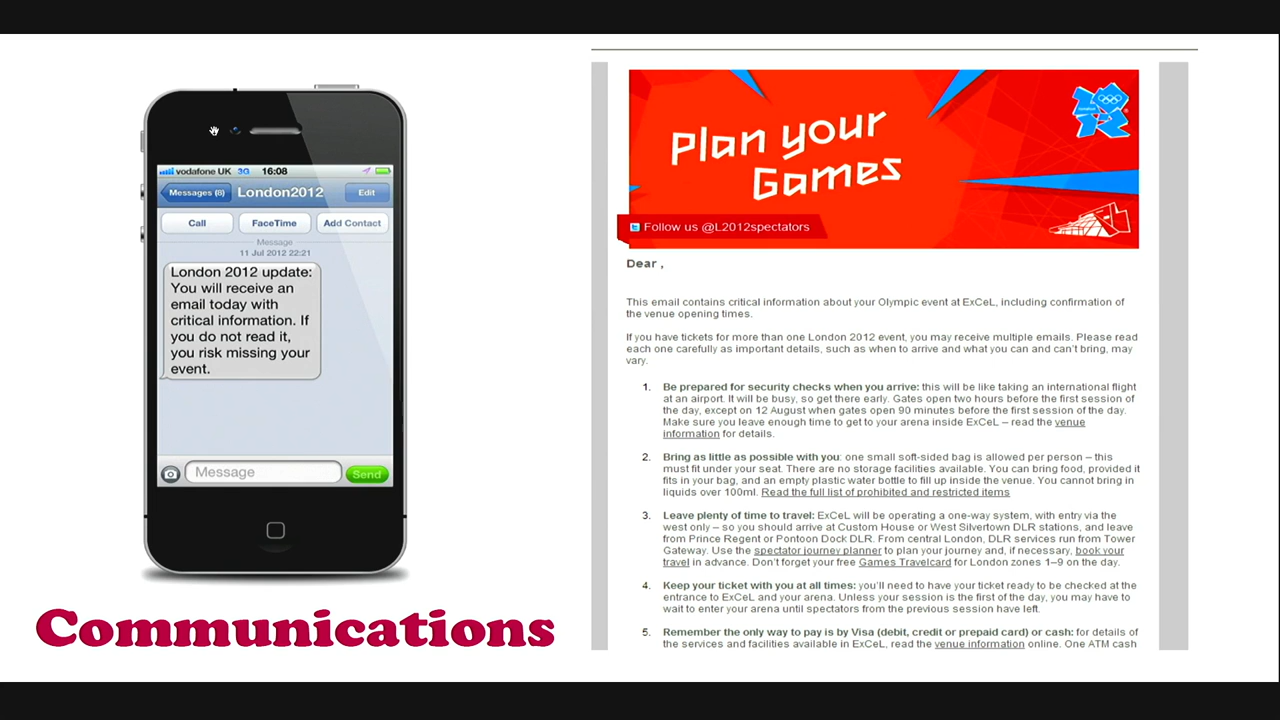 vodafone UK 3G 16:08
Messages (8) London2012 Edit
Call FaceTime Add Contact
Message
11 Jul 2012 22:21
London 2012 update:
You will receive an
email today with
critical information. If
you do not read it,
you risk missing your
event.
Message Send
Communications
Plan your
Games
Follow us @L2012spectators
Dear ,
This email contains critical information about your Olympic event at ExCeL, including confirmation of
the venue opening times.
If you have tickets for more than one London 2012 event, you may receive multiple emails. Please read
each one carefully as important details, such as when to arrive and what you can and can't bring, may
vary.
1. Be prepared for security checks when you arrive: this will be like taking an international flight
at an airport. It will be busy, so get there early. Gates open two hours before the first session of
the day, except on 12 August when gates open 90 minutes before the first session of the day.
Make sure you leave enough time to get to your arena inside ExCeL – read the venue
information for details.
2. Bring as little as possible with you: one small soft-sided bag is allowed per person – this
must fit under your seat. There are no storage facilities available. You can bring food, provided it
fits in your bag, and an empty plastic water bottle to fill up inside the venue. You cannot bring in
liquids over 100ml. Read the full list of prohibited and restricted items
3. Leave plenty of time to travel: ExCeL will be operating a one-way system, with entry via the
west only – so you should arrive at Custom House or West Silvertown DLR stations, and leave
from Prince Regent or Pontoon Dock DLR. From central London, DLR services run from Tower
Gateway. Use the spectator journey planner to plan your journey and, if necessary, book your
travel in advance. Don't forget your free Games Travelcard for London zones 1–9 on the day.
4. Keep your ticket with you at all times: you'll need to have your ticket ready to be checked at the
entrance to ExCeL and your arena. Unless your session is the first of the day, you may have to
wait to enter your arena until spectators from the previous session have left.
5. Remember the only way to pay is by Visa (debit, credit or prepaid card) or cash: for details of
the services and facilities available in ExCeL, read the venue information online. One ATM cash